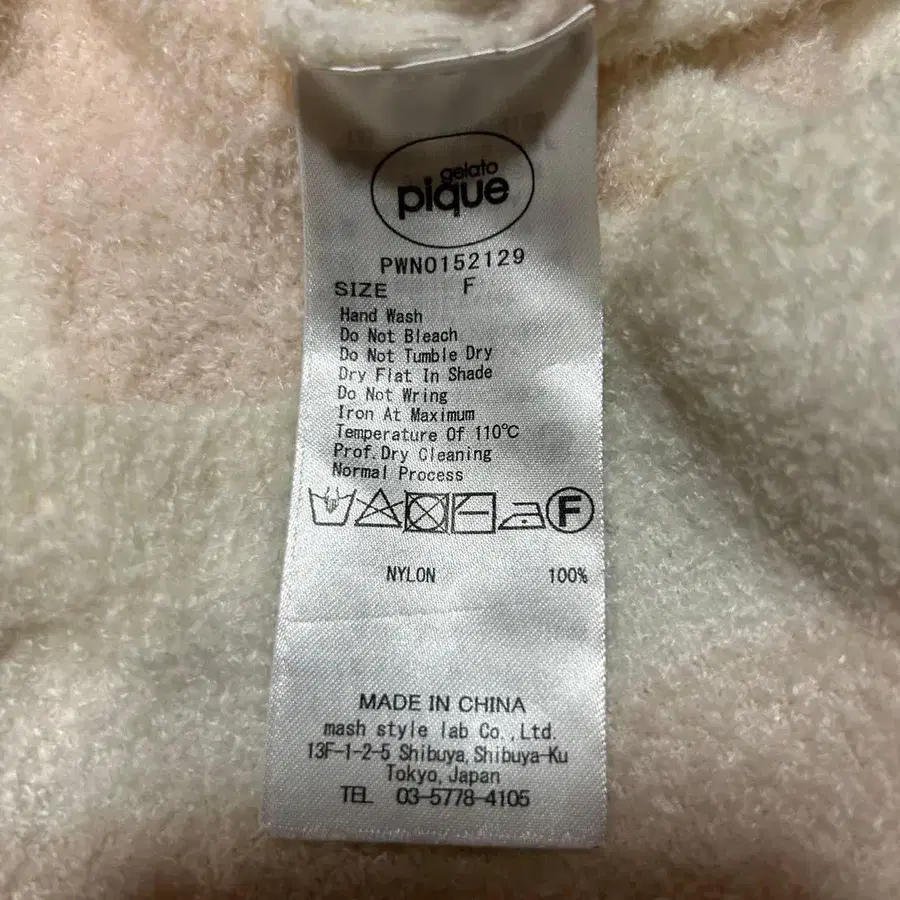 gelato
pique
PWNO152129
SIZE F
Hand Wash
Do Not Bleach
Do Not Tumble Dry
Dry Flat In Shade
Do Not Wring
Iron At Maximum
Temperature Of 110℃
Prof.Dry Cleaning
Normal Process
F
NYLON 100%
MADE IN CHINA
mash style lab Co.,Ltd.
13F-1-2-5 Shibuya,Shibuya-Ku
Tokyo,Japan
TEL 03-5778-4105